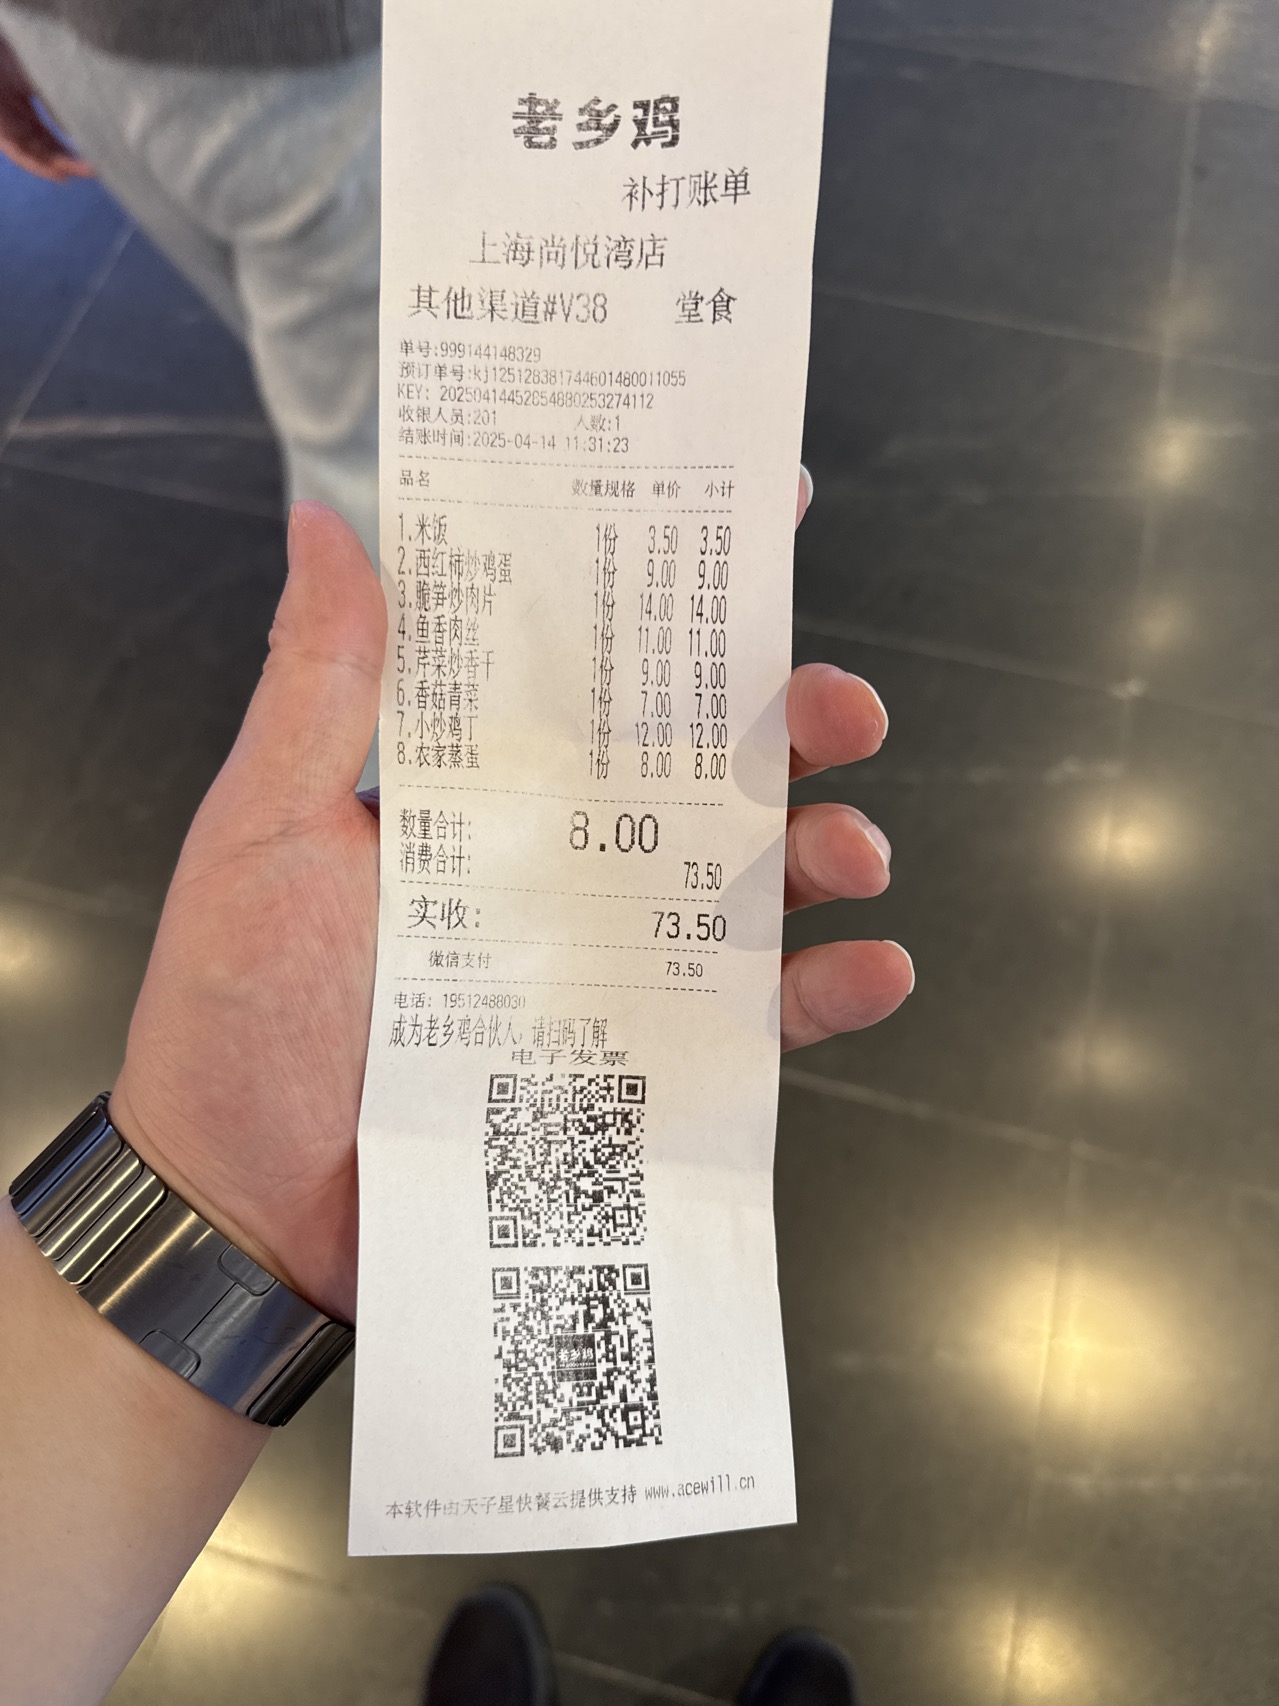 老乡鸡
补打账单
上海尚悦湾店
其他渠道#V38 堂食
单号:999144148329
预订单号:kj125128381744601480011055
KEY: 20250414452854880253274112
收银人员:201 人数:1
结账时间:2025-04-14 11:31:23
品名 数量规格 单价 小计
1.米饭 1份 3.50 3.50
2.西红柿炒鸡蛋 1份 9.00 9.00
3.脆笋炒肉片 1份 14.00 14.00
4.鱼香肉丝 1份 11.00 11.00
5.芹菜炒香干 1份 9.00 9.00
6.香菇青菜 1份 7.00 7.00
7.小炒鸡丁 1份 12.00 12.00
8.农家蒸蛋 1份 8.00 8.00
数量合计: 8.00
消费合计: 73.50
实收: 73.50
微信支付 73.50
电话: 19512488030
成为老乡鸡合伙人，请扫码了解
电子发票
老乡鸡
本软件由天子星快餐云提供支持 www.acewill.cn